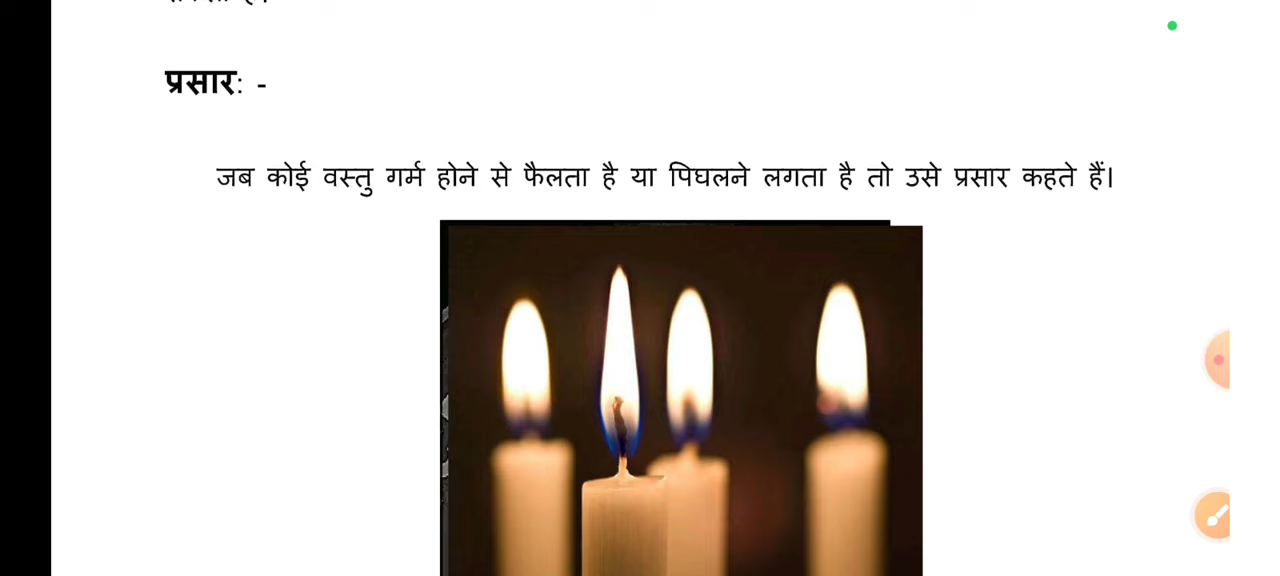 प्रसार: -
जब कोई वस्तु गर्म होने से फैलता है या पिघलने लगता है तो उसे प्रसार कहते हैं।